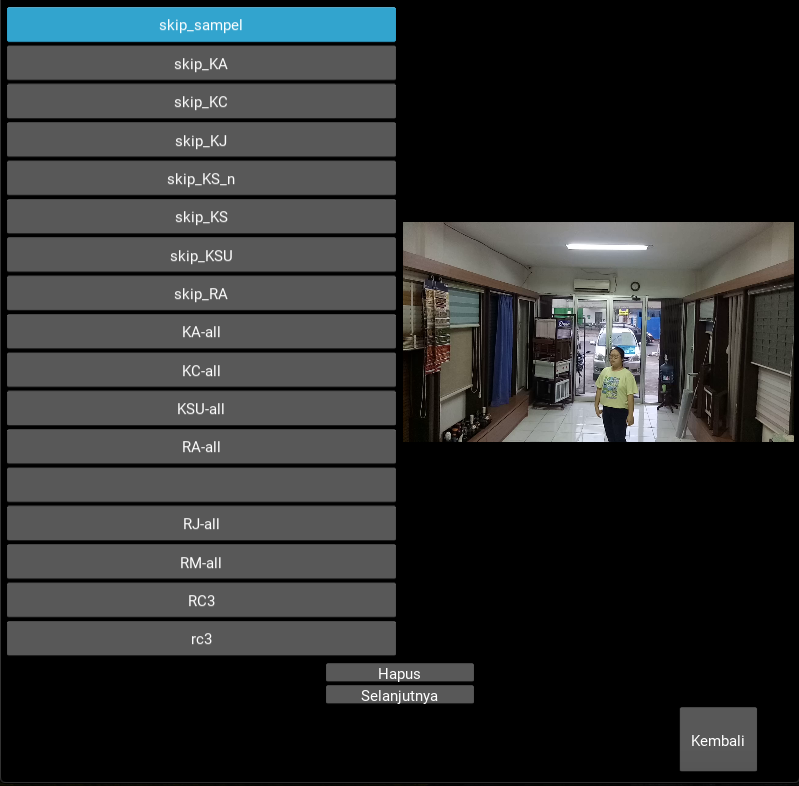 skip_sampel
skip_KA
skip_KC
skip_KJ
skip_KS_n
skip_KS
skip_KSU
skip_RA
KA-all
KC-all
KSU-all
RA-all
RJ-all
RM-all
RC3
rc3
Hapus
Selanjutnya
Kembali